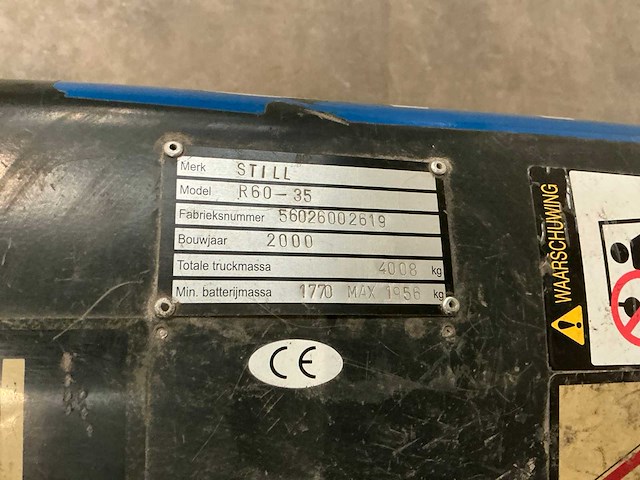 Merk STILL
Model R60-35
Fabrieksnummer 56026002619
Bouwjaar 2000
Totale truckmassa 4008 kg
Min. batterijmassa 1770 MAX 1956 kg
CE
WAARSCHUWING